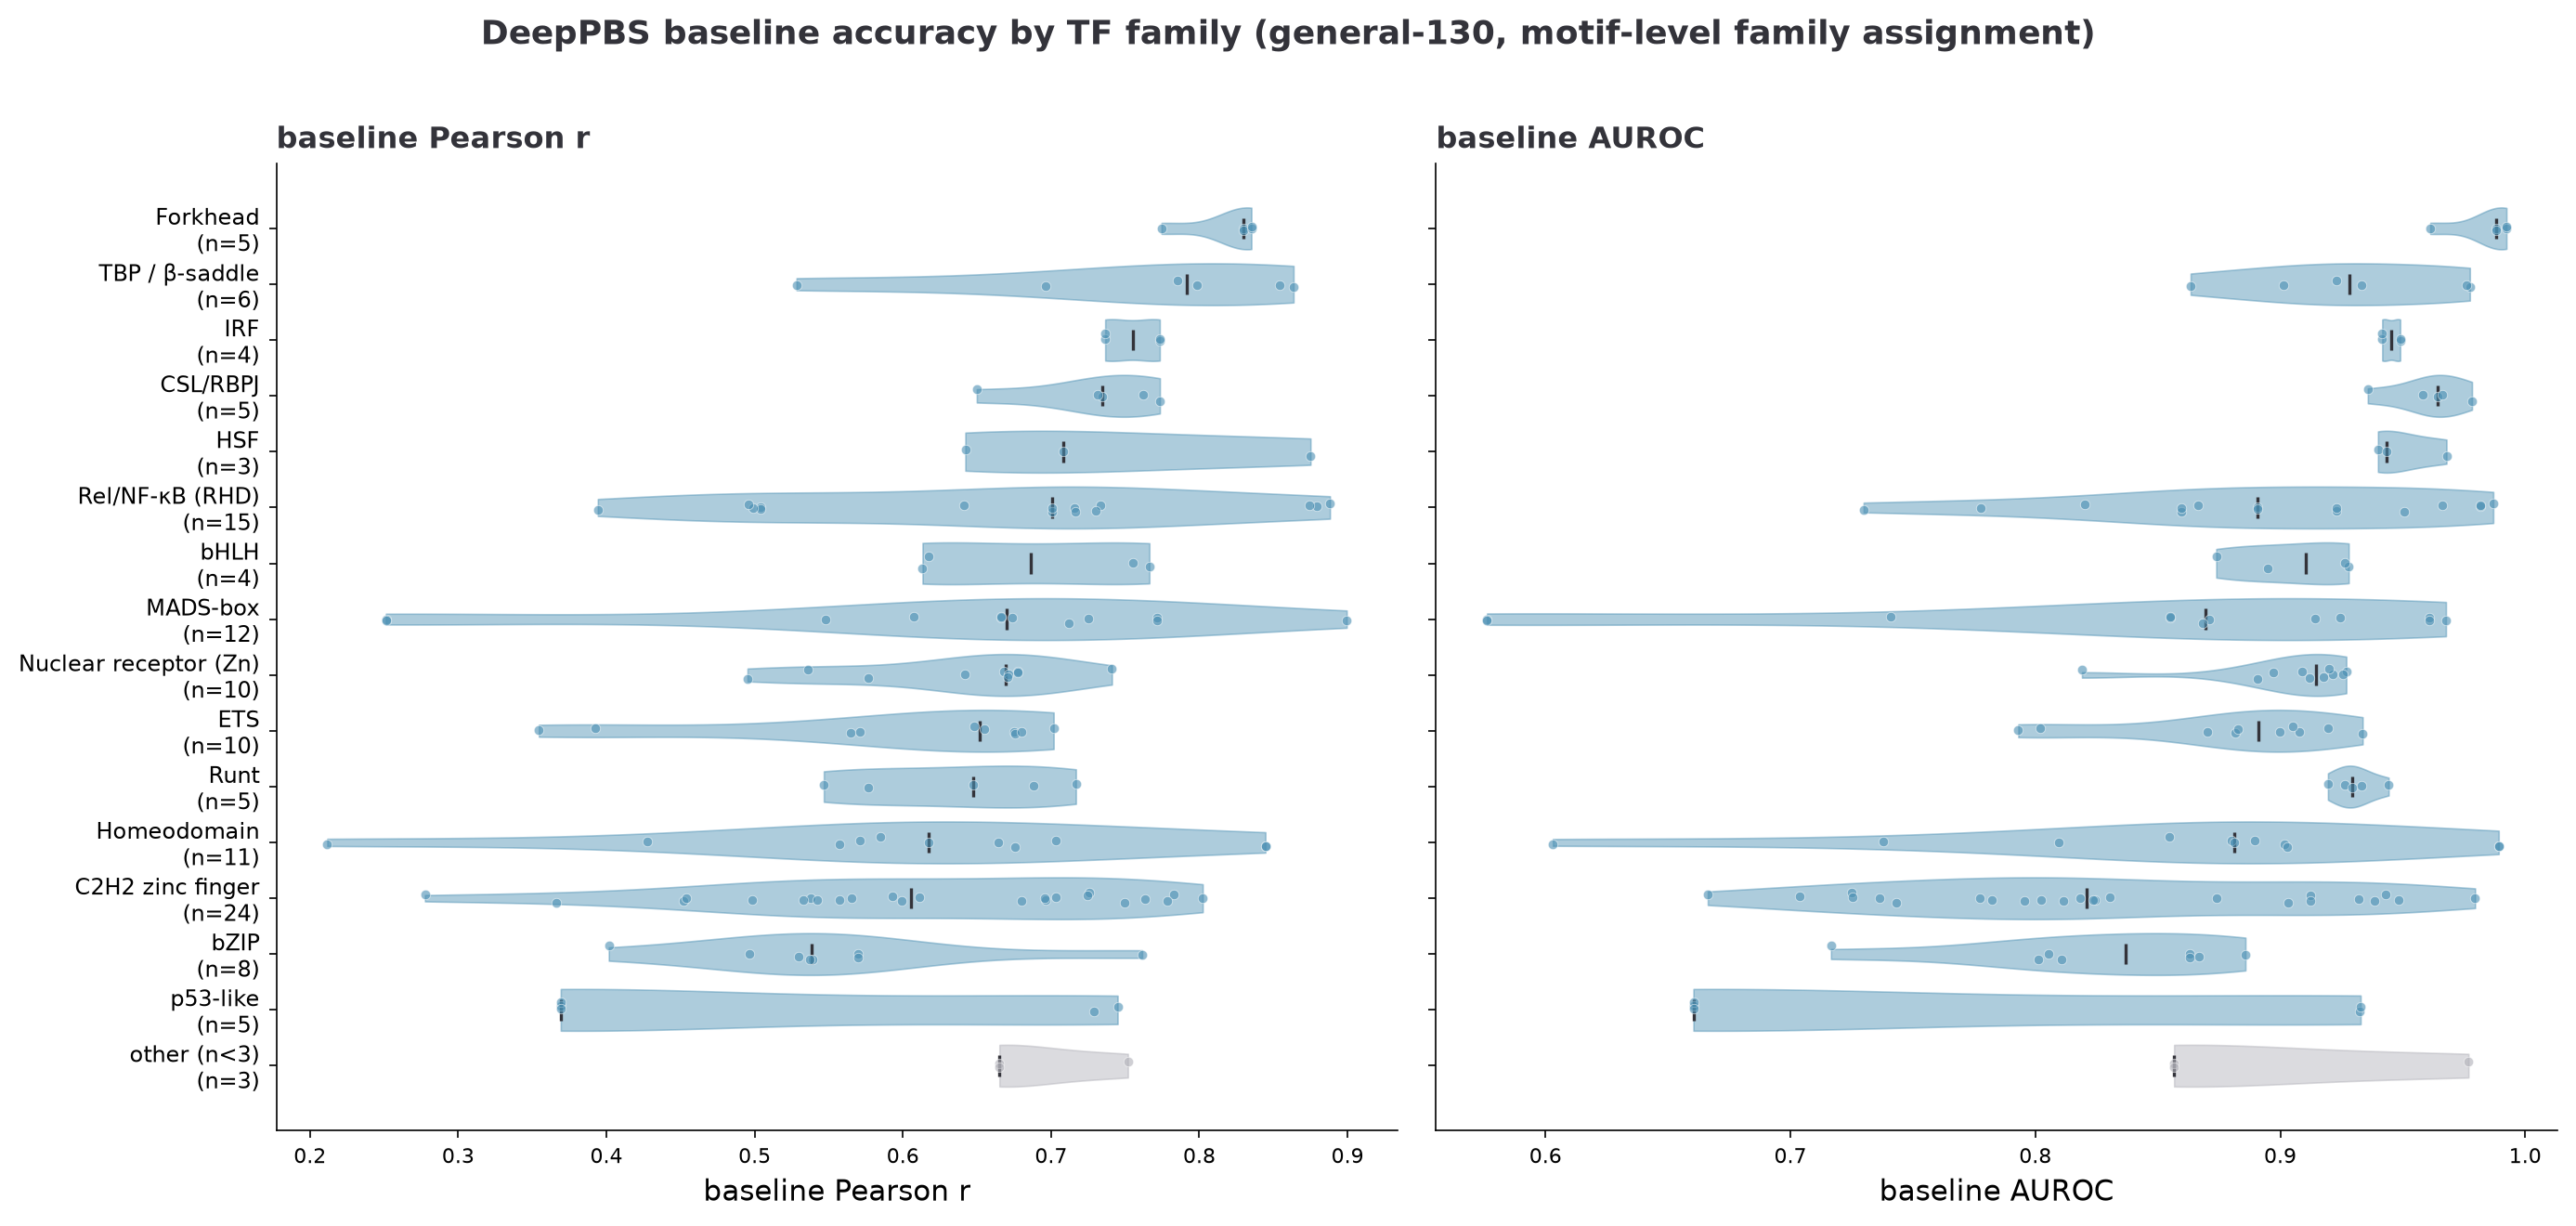 DeepPBS baseline accuracy by TF family (general-130, motif-level family assignment)
baseline Pearson r
Forkhead
(n=5)
TBP / β-saddle
(n=6)
IRF
(n=4)
CSL/RBPJ
(n=5)
HSF
(n=3)
Rel/NF-κB (RHD)
(n=15)
bHLH
(n=4)
MADS-box
(n=12)
Nuclear receptor (Zn)
(n=10)
ETS
(n=10)
Runt
(n=5)
Homeodomain
(n=11)
C2H2 zinc finger
(n=24)
bZIP
(n=8)
p53-like
(n=5)
other (n<3)
(n=3)
0.2 0.3 0.4 0.5 0.6 0.7 0.8 0.9
baseline Pearson r
baseline AUROC
0.6 0.7 0.8 0.9 1.0
baseline AUROC